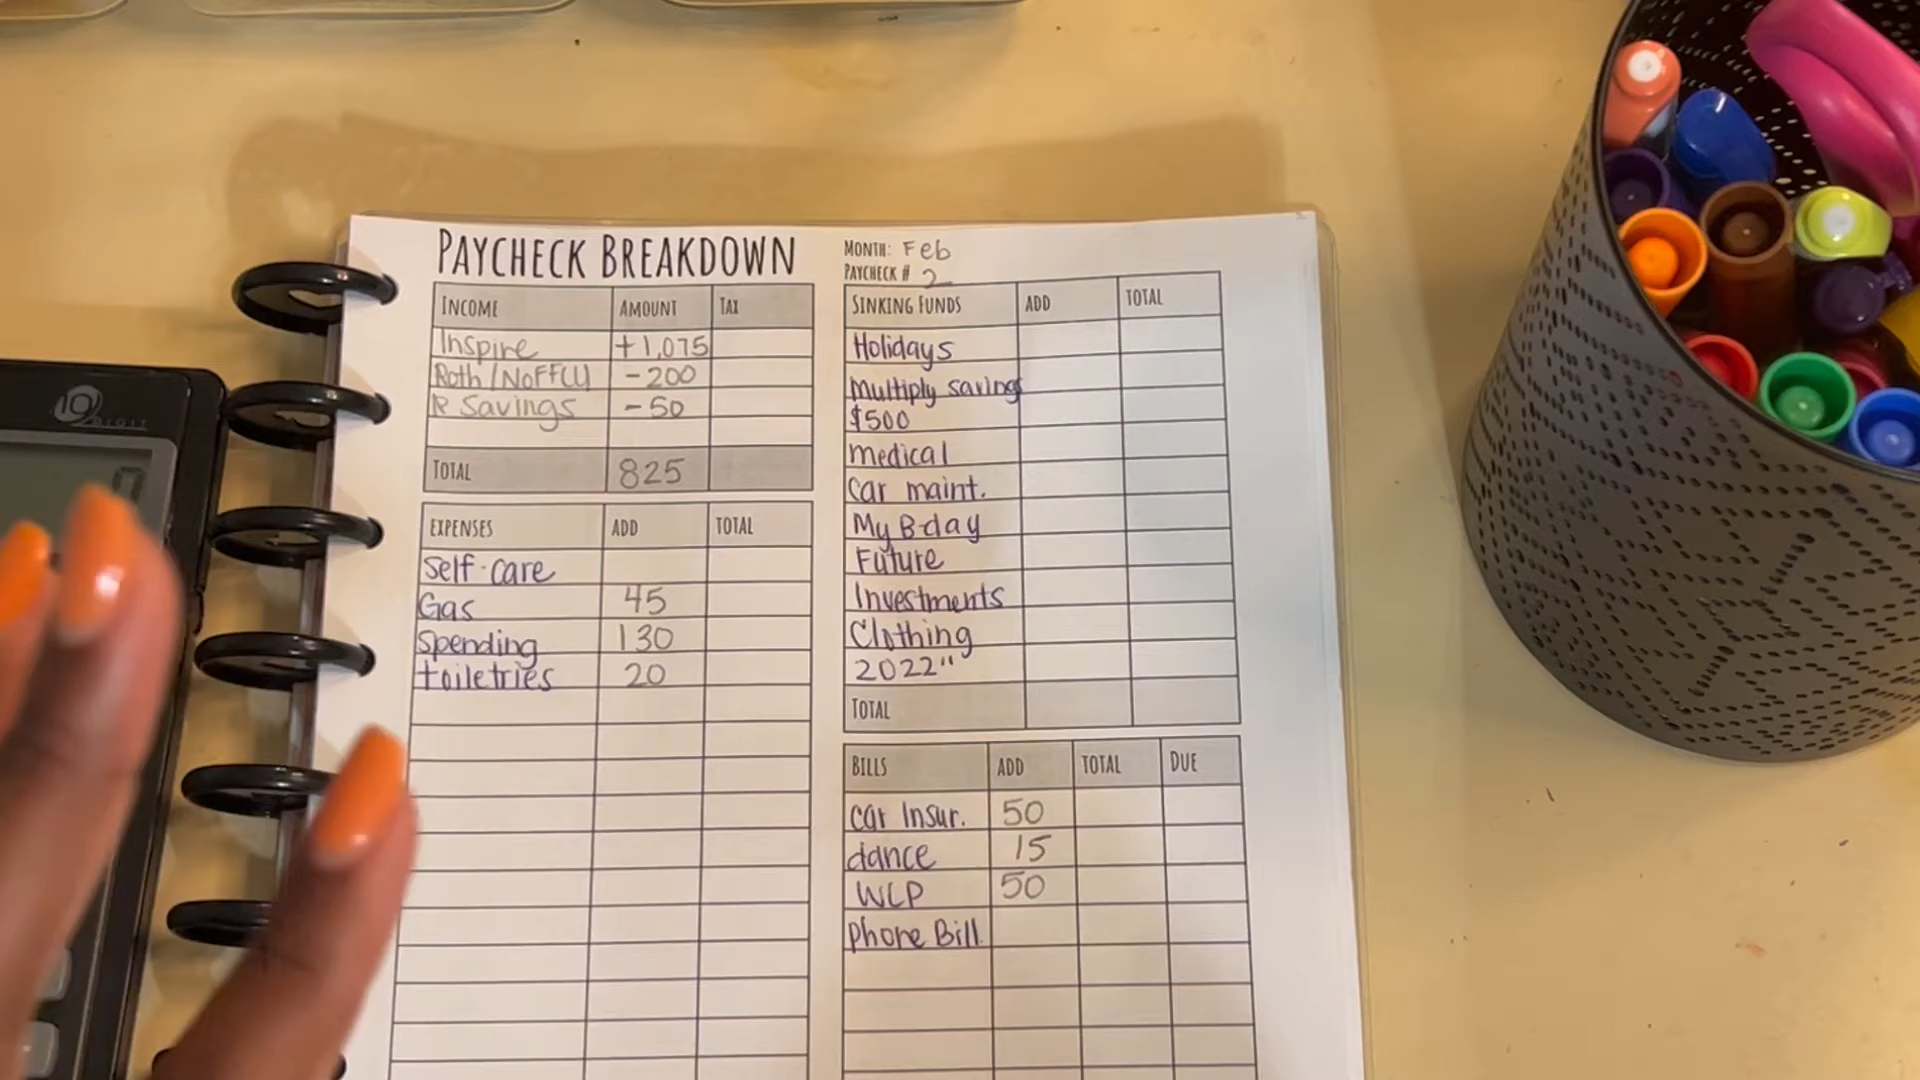 PAYCHECK BREAKDOWN
MONTH: Feb
PAYCHECK # 2
INCOME AMOUNT TAX
Inspire +1,075
Roth/NoFFCU -200
R Savings -50
TOTAL 825
EXPENSES ADD TOTAL
Self-care
Gas 45
Spending 130
toiletries 20
SINKING FUNDS ADD TOTAL
Holidays
Multiply savings
$500
medical
Car maint.
My B-day
Future
Investments
Clothing
2022"
TOTAL
BILLS ADD TOTAL DUE
Car Insur. 50
dance 15
WLP 50
Phone Bill.
10
DIGIT